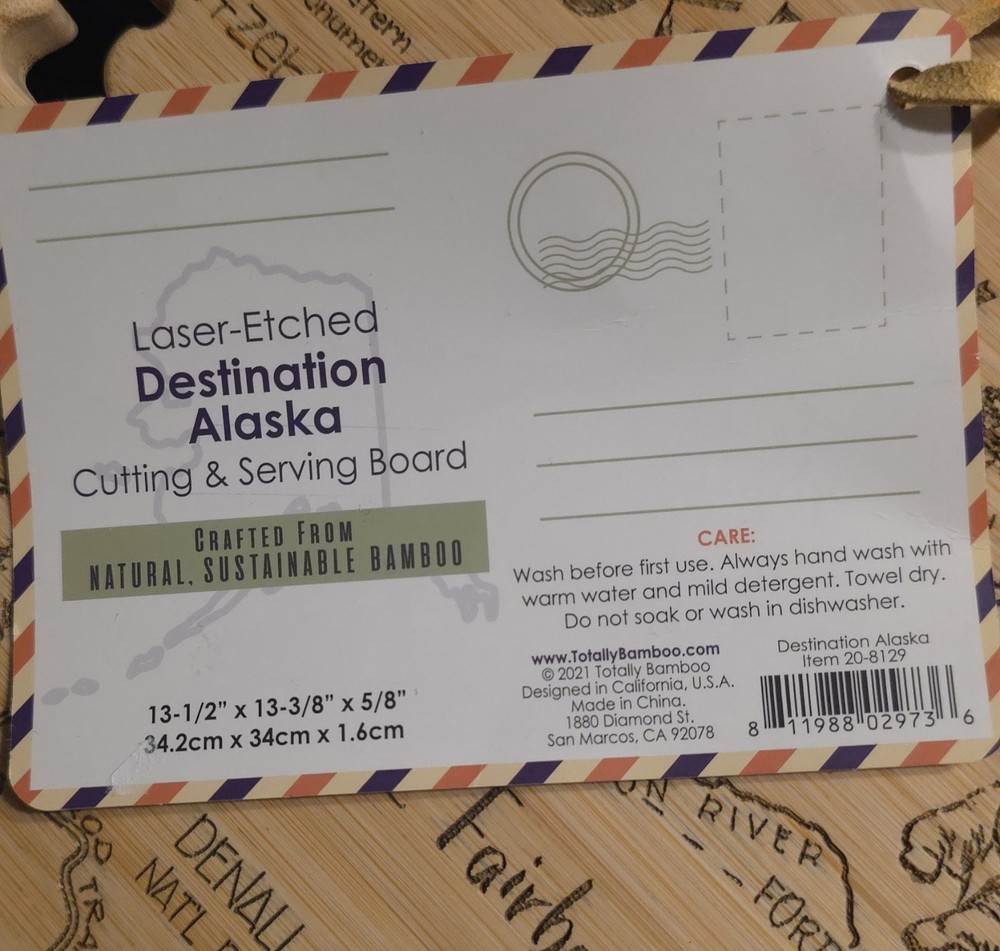 Laser-Etched
Destination
Alaska
Cutting & Serving Board
CRAFTED FROM
NATURAL, SUSTAINABLE BAMBOO
13-1/2" x 13-3/8" x 5/8"
34.2cm x 34cm x 1.6cm
CARE:
Wash before first use. Always hand wash with
warm water and mild detergent. Towel dry.
Do not soak or wash in dishwasher.
www.TotallyBamboo.com
© 2021 Totally Bamboo
Designed in California, U.S.A.
Made in China.
1880 Diamond St.
San Marcos, CA 92078
Destination Alaska
Item 20-8129
8 11988 02973 6
DENALI
NATL
RIVER